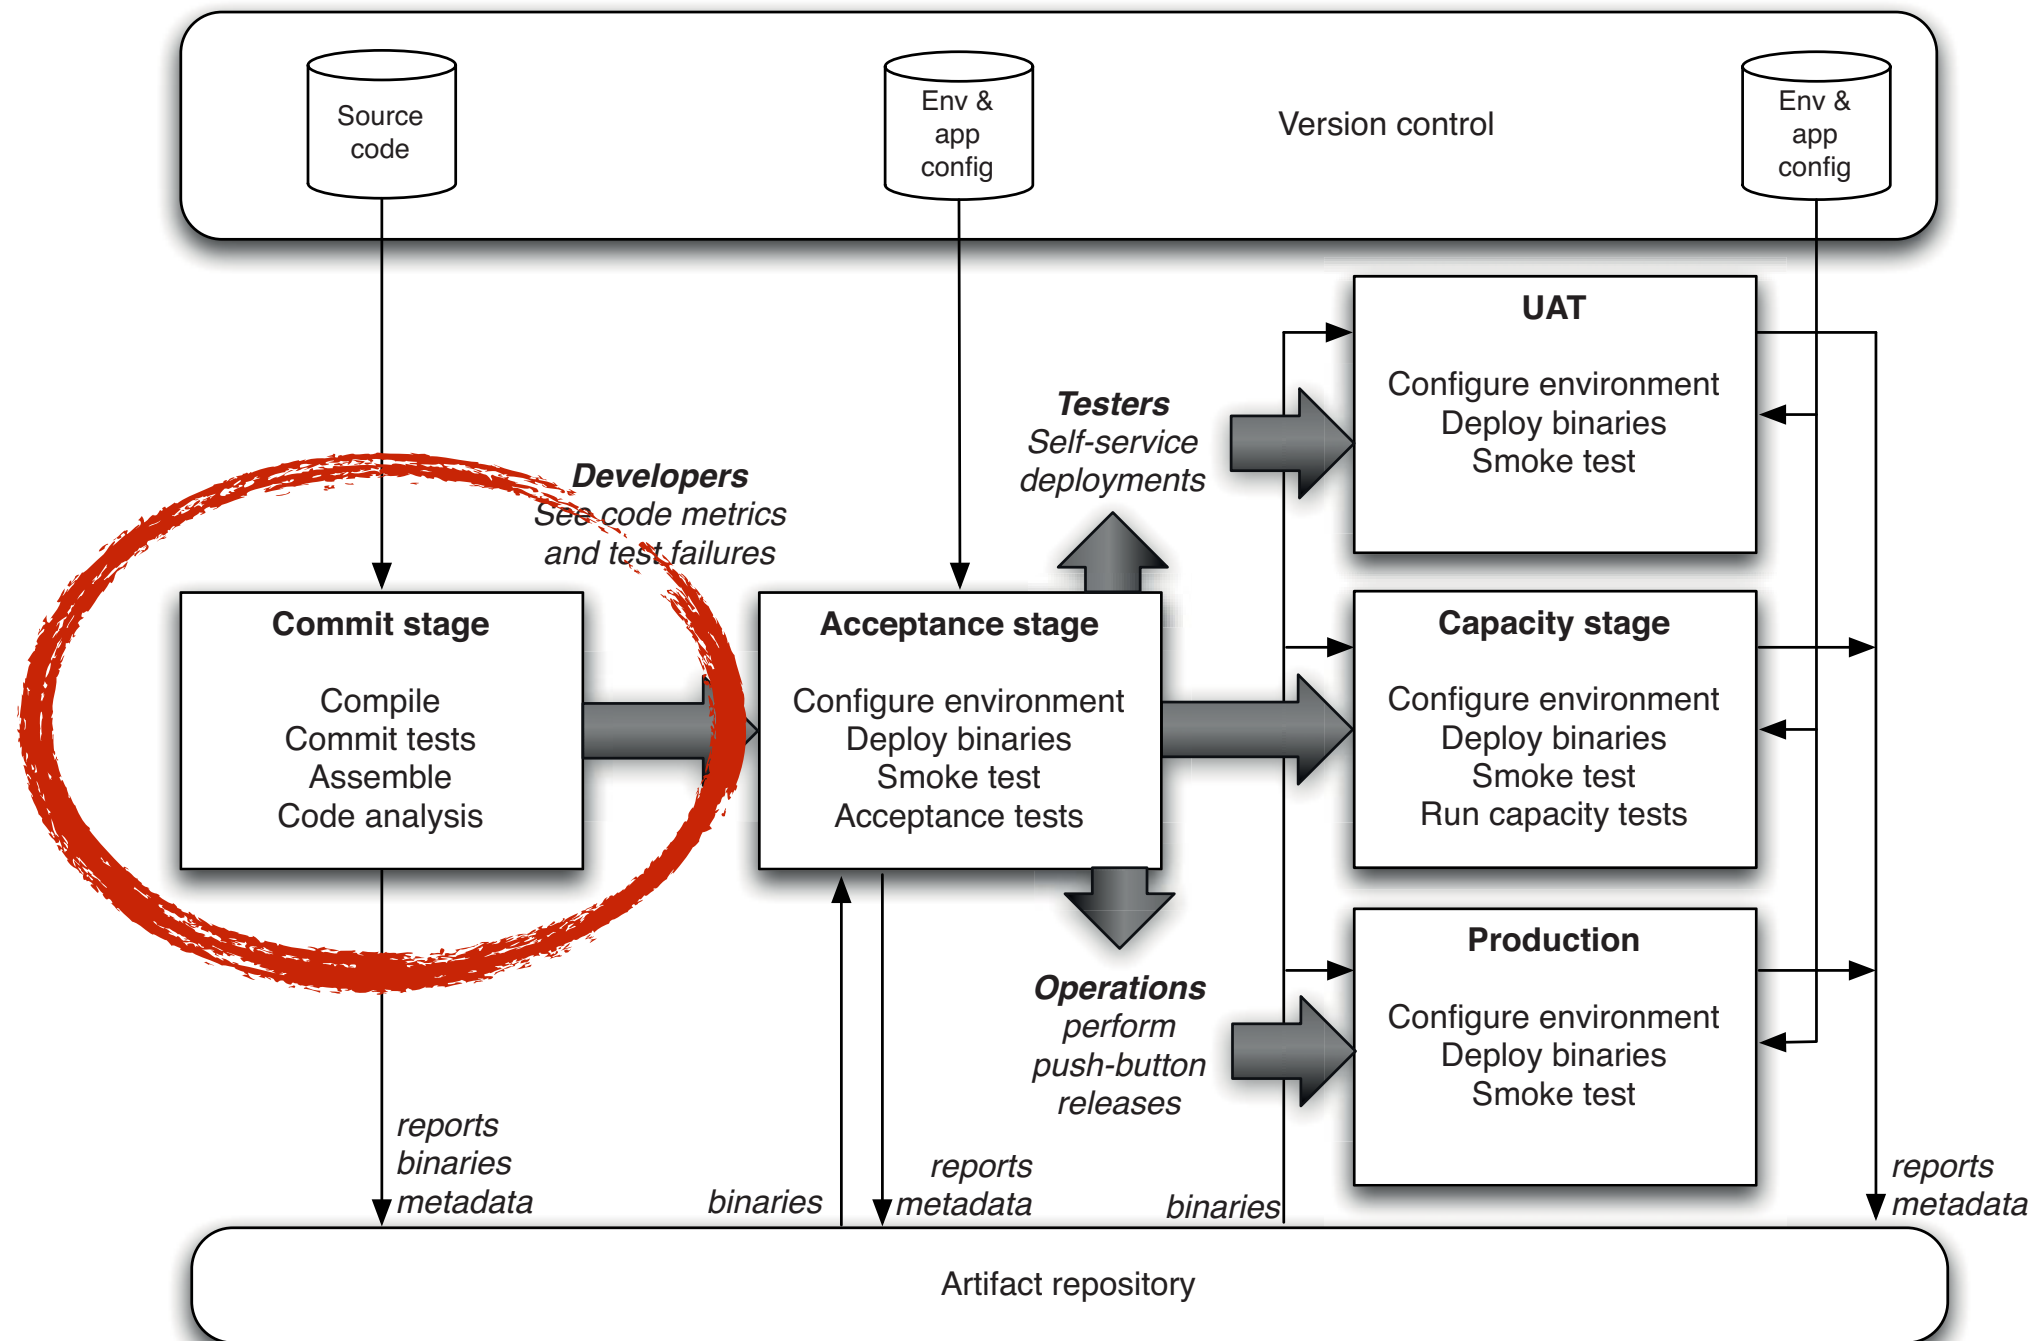 Source
code
Env &
app
config
Version control
Env &
app
config
Developers
See code metrics
and test failures
Testers
Self-service
deployments
UAT
Configure environment
Deploy binaries
Smoke test
Commit stage
Compile
Commit tests
Assemble
Code analysis
Acceptance stage
Configure environment
Deploy binaries
Smoke test
Acceptance tests
Capacity stage
Configure environment
Deploy binaries
Smoke test
Run capacity tests
Operations
perform
push-button
releases
Production
Configure environment
Deploy binaries
Smoke test
reports
binaries
metadata
binaries
reports
metadata
binaries
reports
metadata
Artifact repository